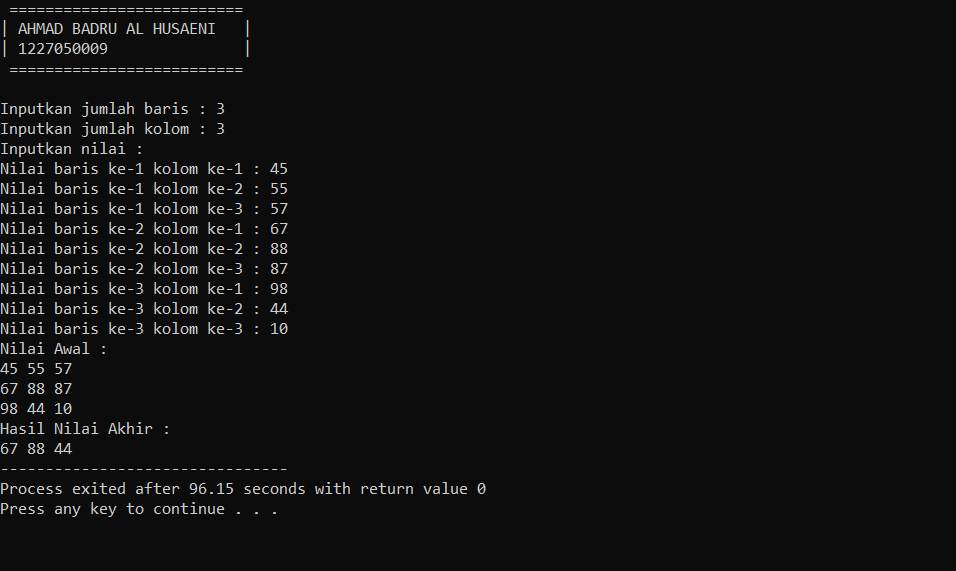 ==========================
| AHMAD BADRU AL HUSAENI   |
| 1227050009               |
==========================
Inputkan jumlah baris : 3
Inputkan jumlah kolom : 3
Inputkan nilai :
Nilai baris ke-1 kolom ke-1 : 45
Nilai baris ke-1 kolom ke-2 : 55
Nilai baris ke-1 kolom ke-3 : 57
Nilai baris ke-2 kolom ke-1 : 67
Nilai baris ke-2 kolom ke-2 : 88
Nilai baris ke-2 kolom ke-3 : 87
Nilai baris ke-3 kolom ke-1 : 98
Nilai baris ke-3 kolom ke-2 : 44
Nilai baris ke-3 kolom ke-3 : 10
Nilai Awal :
45 55 57
67 88 87
98 44 10
Hasil Nilai Akhir :
67 88 44
--------------------------------
Process exited after 96.15 seconds with return value 0
Press any key to continue . . .